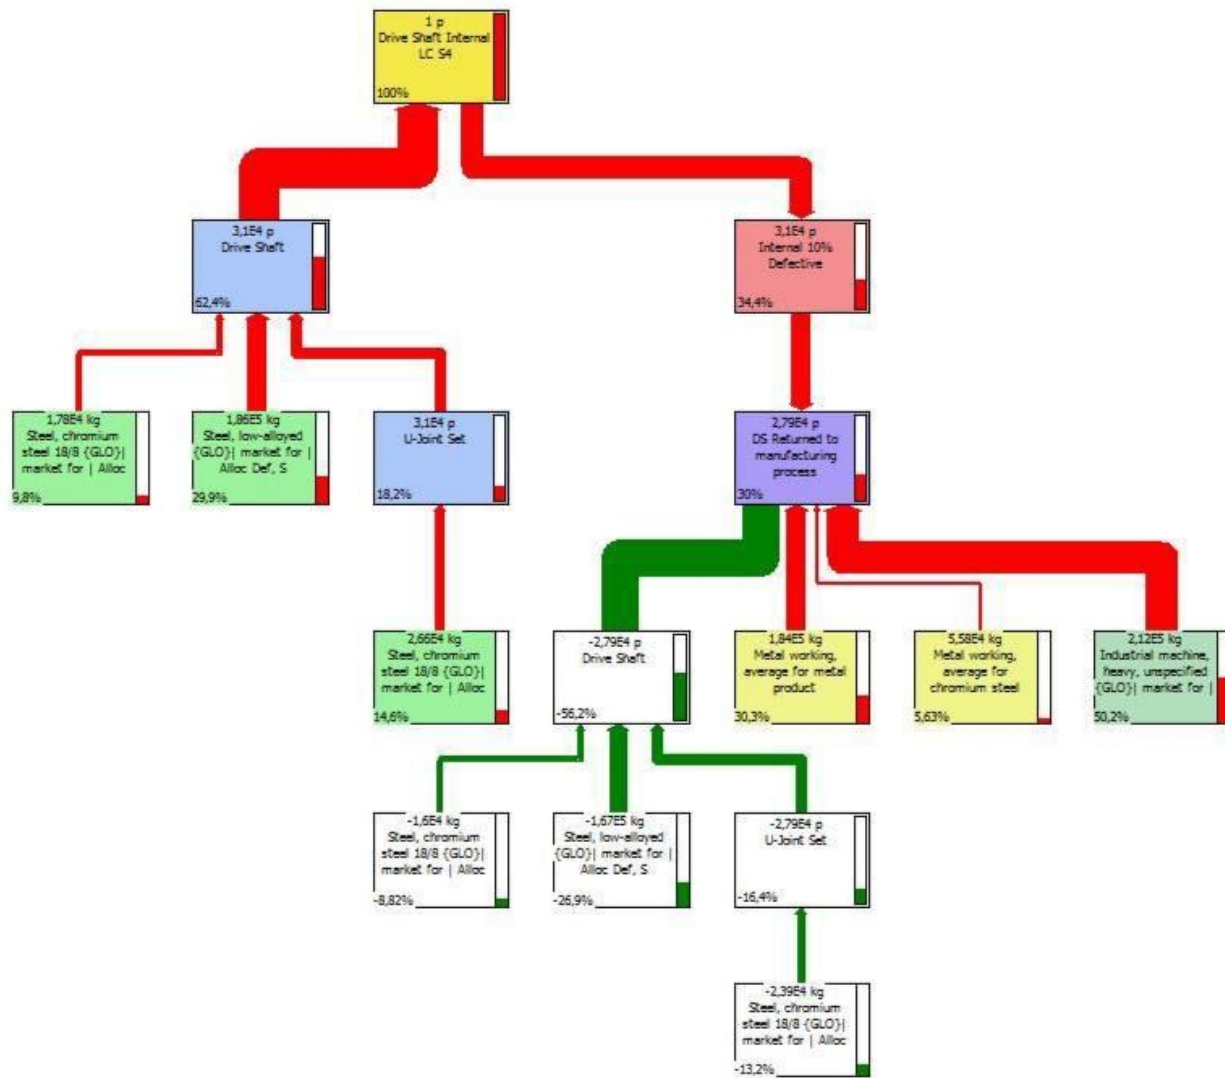 1 p
Drive Shaft Internal
LC S4
100%
3,1E4 p
Drive Shaft
62,4%
3,1E4 p
Internal 10%
Defective
34,4%
1,78E4 kg
Steel, chromium
steel 18/8 {GLO}|
market for | Alloc
9,8%
1,86E5 kg
Steel, low-alloyed
{GLO}| market for |
Alloc Def, S
29,9%
3,1E4 p
U-Joint Set
18,2%
2,79E4 p
DS Returned to
manufacturing
process
30%
2,66E4 kg
Steel, chromium
steel 18/8 {GLO}|
market for | Alloc
14,6%
-2,79E4 p
Drive Shaft
-56,2%
1,84E5 kg
Metal working,
average for metal
product
30,3%
5,58E4 kg
Metal working,
average for
chromium steel
5,63%
2,12E5 kg
Industrial machine,
heavy, unspecified
{GLO}| market for |
50,2%
-1,6E4 kg
Steel, chromium
steel 18/8 {GLO}|
market for | Alloc
-8,82%
-1,67E5 kg
Steel, low-alloyed
{GLO}| market for |
Alloc Def, S
-26,9%
-2,79E4 p
U-Joint Set
-16,4%
-2,39E4 kg
Steel, chromium
steel 18/8 {GLO}|
market for | Alloc
-13,2%